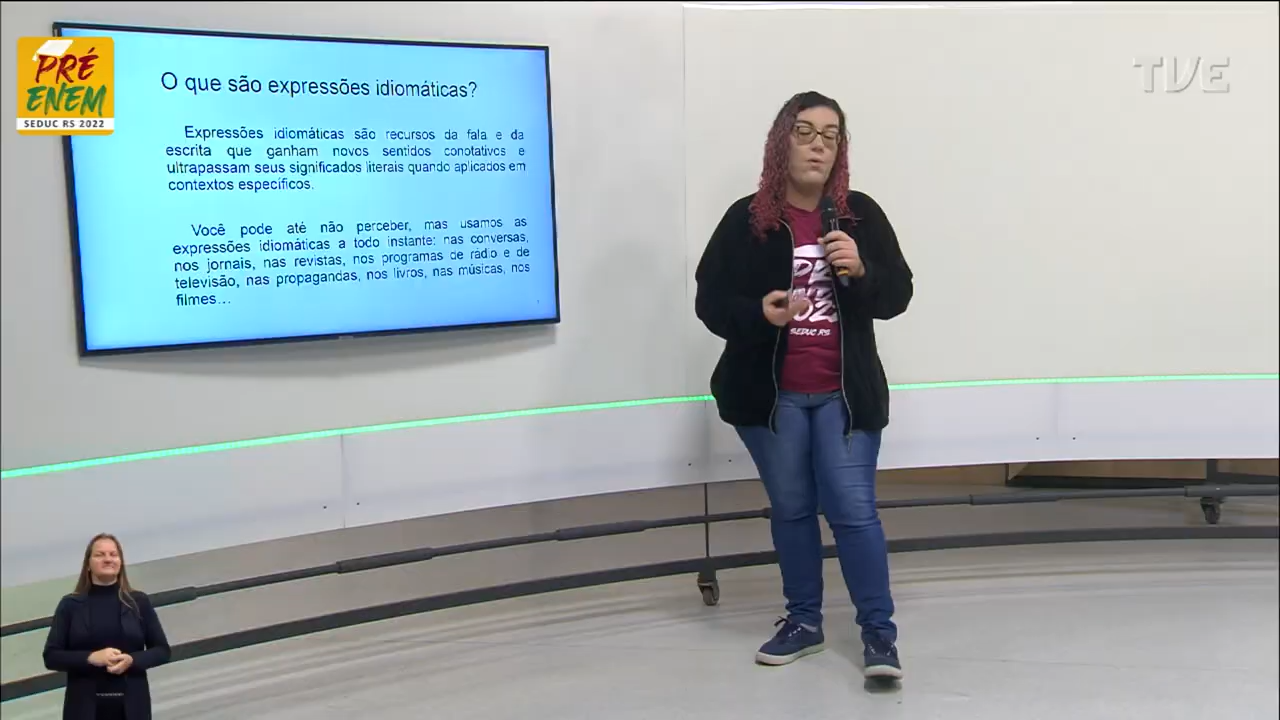 PRÉ
ENEM
SEDUC RS 2022
TVE
O que são expressões idiomáticas?
Expressões idiomáticas são recursos da fala e da
escrita que ganham novos sentidos conotativos e
ultrapassam seus significados literais quando aplicados em
contextos específicos.
Você pode até não perceber, mas usamos as
expressões idiomáticas a todo instante: nas conversas,
nos jornais, nas revistas, nos programas de rádio e de
televisão, nas propagandas, nos livros, nas músicas, nos
filmes...
SEDUC RS